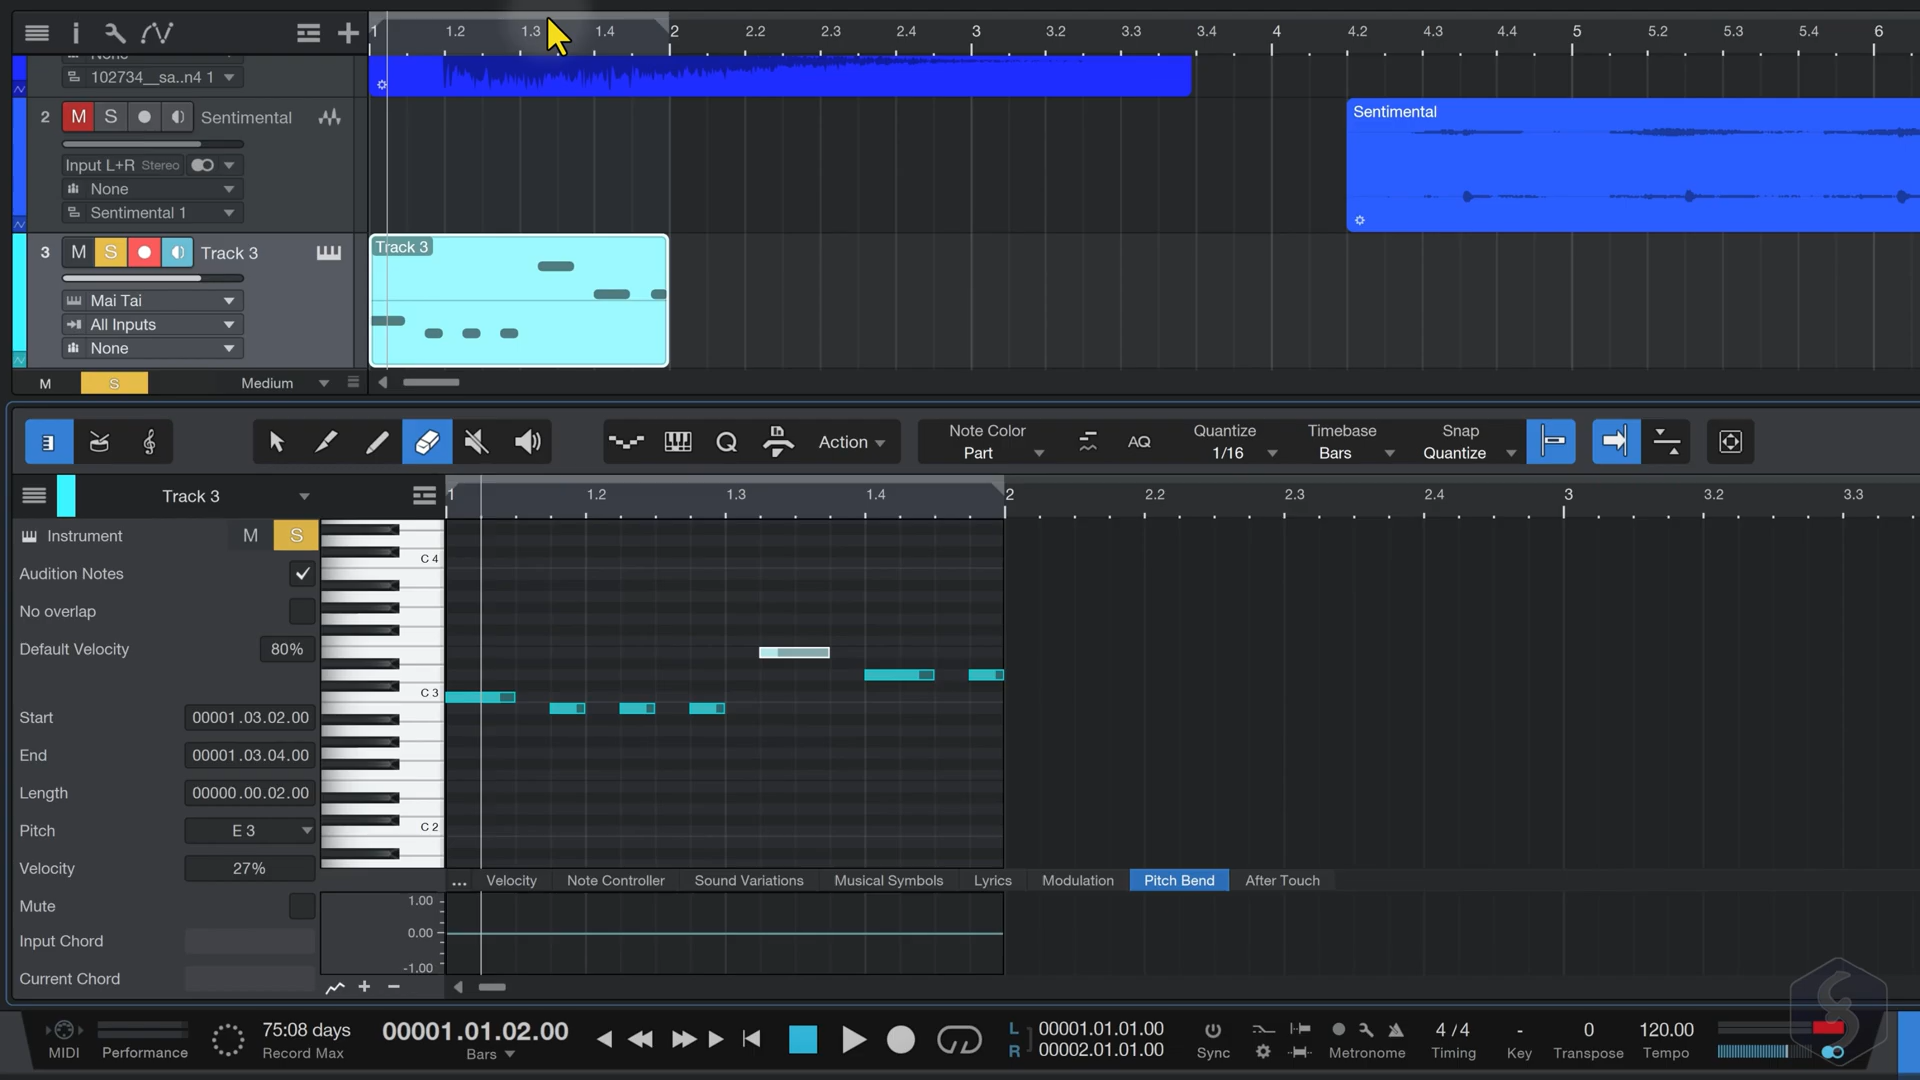 1 1.2 1.3 1.4 2 2.2 2.3 2.4 3 3.2 3.3 3.4 4 4.2 4.3 4.4 5 5.2 5.3 5.4 6
None
102734__sa...n4 1
2 M S Sentimental
Sentimental
Input L+R Stereo
None
Sentimental 1
3 M S Track 3
Track 3
Mai Tai
All Inputs
None
M S Medium
Action
Note Color
Part
AQ
Quantize
1/16
Timebase
Bars
Snap
Quantize
Track 3
1 1.2 1.3 1.4 2 2.2 2.3 2.4 3 3.2 3.3
Instrument M S
C 4
Audition Notes
No overlap
Default Velocity 80%
C 3
Start 00001.03.02.00
End 00001.03.04.00
Length 00000.00.02.00
Pitch E 3
C 2
Velocity 27%
... Velocity Note Controller Sound Variations Musical Symbols Lyrics Modulation Pitch Bend After Touch
Mute
1.00
0.00
-1.00
Input Chord
Current Chord
MIDI
Performance
75:08 days
Record Max
00001.01.02.00
Bars
L 00001.01.01.00
R 00002.01.01.00
Sync
Metronome
4 / 4
Timing
-
Key
0
Transpose
120.00
Tempo